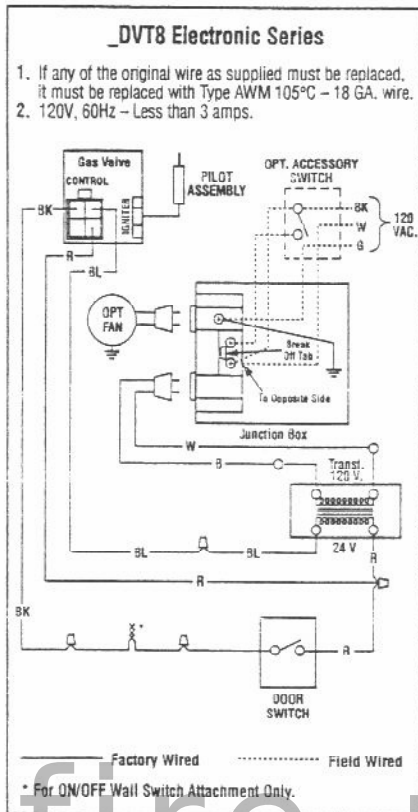 _DVT8 Electronic Series
1. If any of the original wire as supplied must be replaced,
it must be replaced with Type AWM 105°C – 18 GA. wire.
2. 120V, 60Hz – Less than 3 amps.
Gas Valve
CONTROL
IGNITER
PILOT
ASSEMBLY
OPT. ACCESSORY
SWITCH
BK
W
G
120
VAC.
BK
R
BL
OPT
FAN
Break
Off Tab
To Opposite Side
Junction Box
W
B
Transf.
120 V.
24 V
BL
BL
R
R
BK
X *
R
DOOR
SWITCH
Factory Wired
Field Wired
* For ON/OFF Wall Switch Attachment Only.
fire